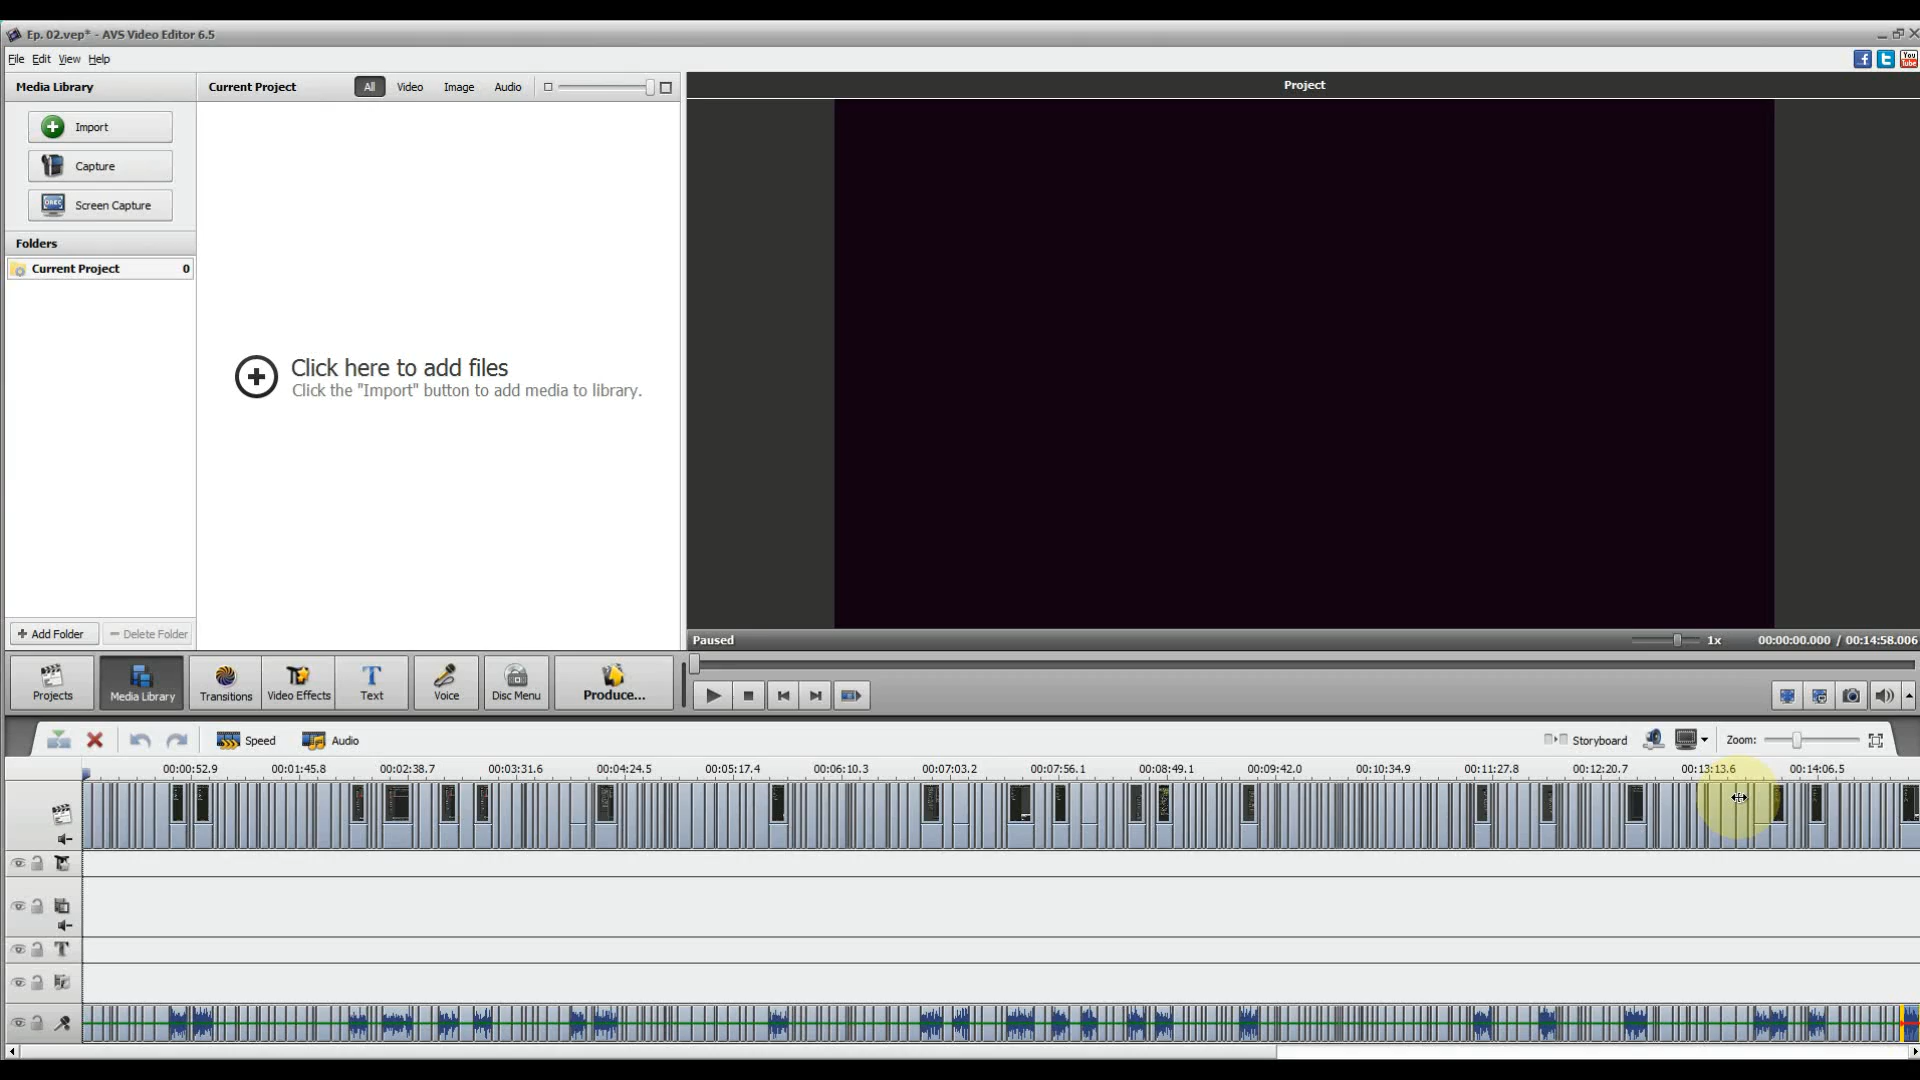 Ep. 02.vep* - AVS Video Editor 6.5
File Edit View Help
Media Library
Current Project
All Video Image Audio
Project
Import
Capture
Screen Capture
Folders
Current Project 0
Click here to add files
Click the "Import" button to add media to library.
+ Add Folder
− Delete Folder
Paused
1x
00:00:00.000 / 00:14:58.006
Projects
Media Library
Transitions
Video Effects
Text
Voice
Disc Menu
Produce...
Speed
Audio
Storyboard
Zoom:
00:00:52.9 00:01:45.8 00:02:38.7 00:03:31.6 00:04:24.5 00:05:17.4 00:06:10.3 00:07:03.2 00:07:56.1 00:08:49.1 00:09:42.0 00:10:34.9 00:11:27.8 00:12:20.7 00:13:13.6 00:14:06.5